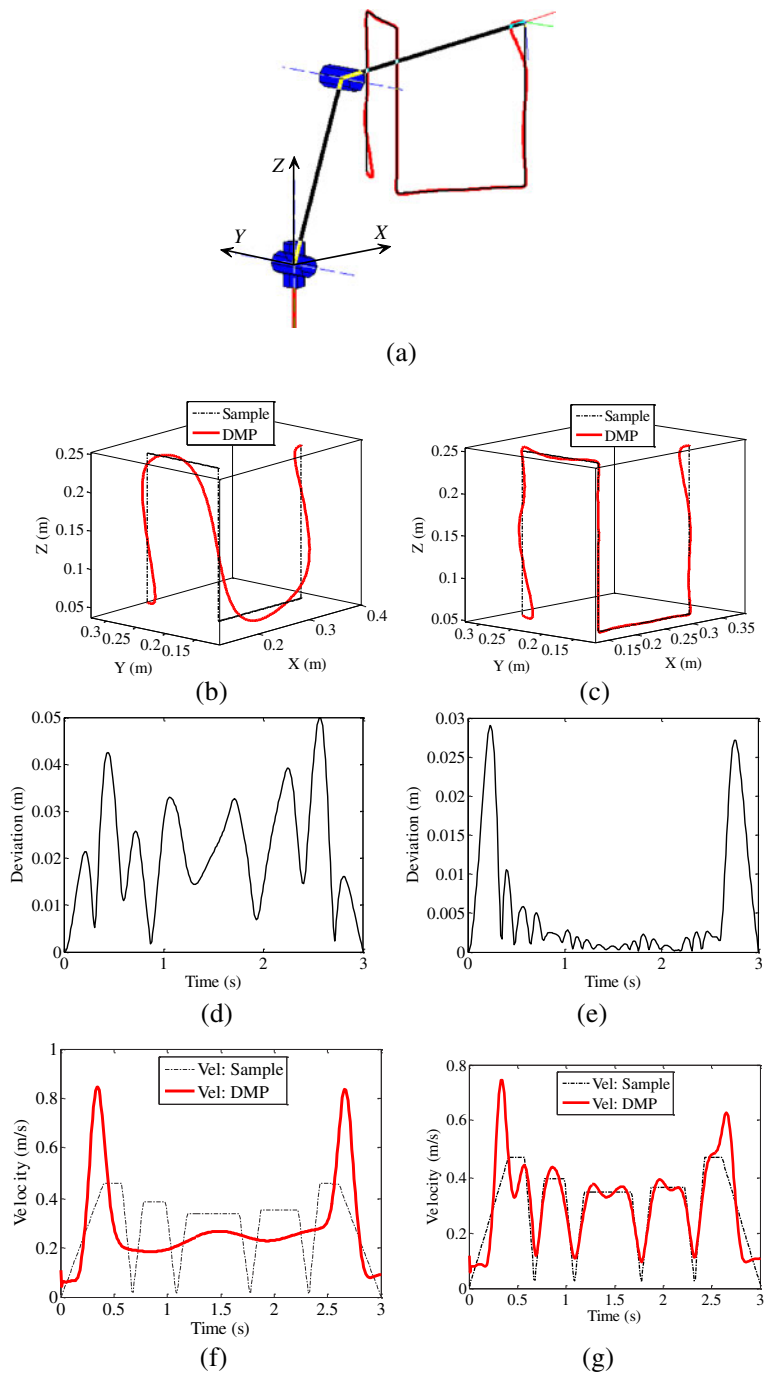 Z
Y
X
(a)
Sample
DMP
0.25
0.2
0.15
0.1
0.05
Z (m)
0.3
0.25
0.2
0.15
Y (m)
0.2
0.3
0.4
X (m)
(b)
Sample
DMP
0.25
0.2
0.15
0.1
0.05
Z (m)
0.3
0.25
0.2
0.15
Y (m)
0.15
0.2
0.25
0.3
0.35
X (m)
(c)
0.05
0.04
0.03
0.02
0.01
0
Deviation (m)
0
1
2
3
Time (s)
(d)
0.03
0.025
0.02
0.015
0.01
0.005
0
Deviation (m)
0
1
2
3
Time (s)
(e)
1
0.8
0.6
0.4
0.2
0
Velocity (m/s)
Vel: Sample
Vel: DMP
0
0.5
1
1.5
2
2.5
3
Time (s)
(f)
0.8
0.6
0.4
0.2
0
Velocity (m/s)
Vel: Sample
Vel: DMP
0
0.5
1
1.5
2
2.5
3
Time (s)
(g)